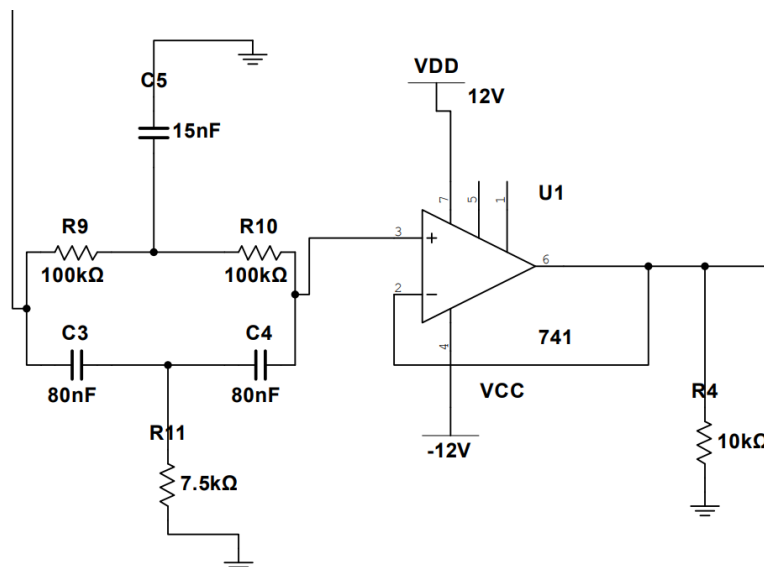 C5
15nF
VDD
12V
R9
100kΩ
R10
100kΩ
7
5
1
U1
3
+
2
−
6
4
741
C3
80nF
C4
80nF
VCC
-12V
R11
7.5kΩ
R4
10kΩ